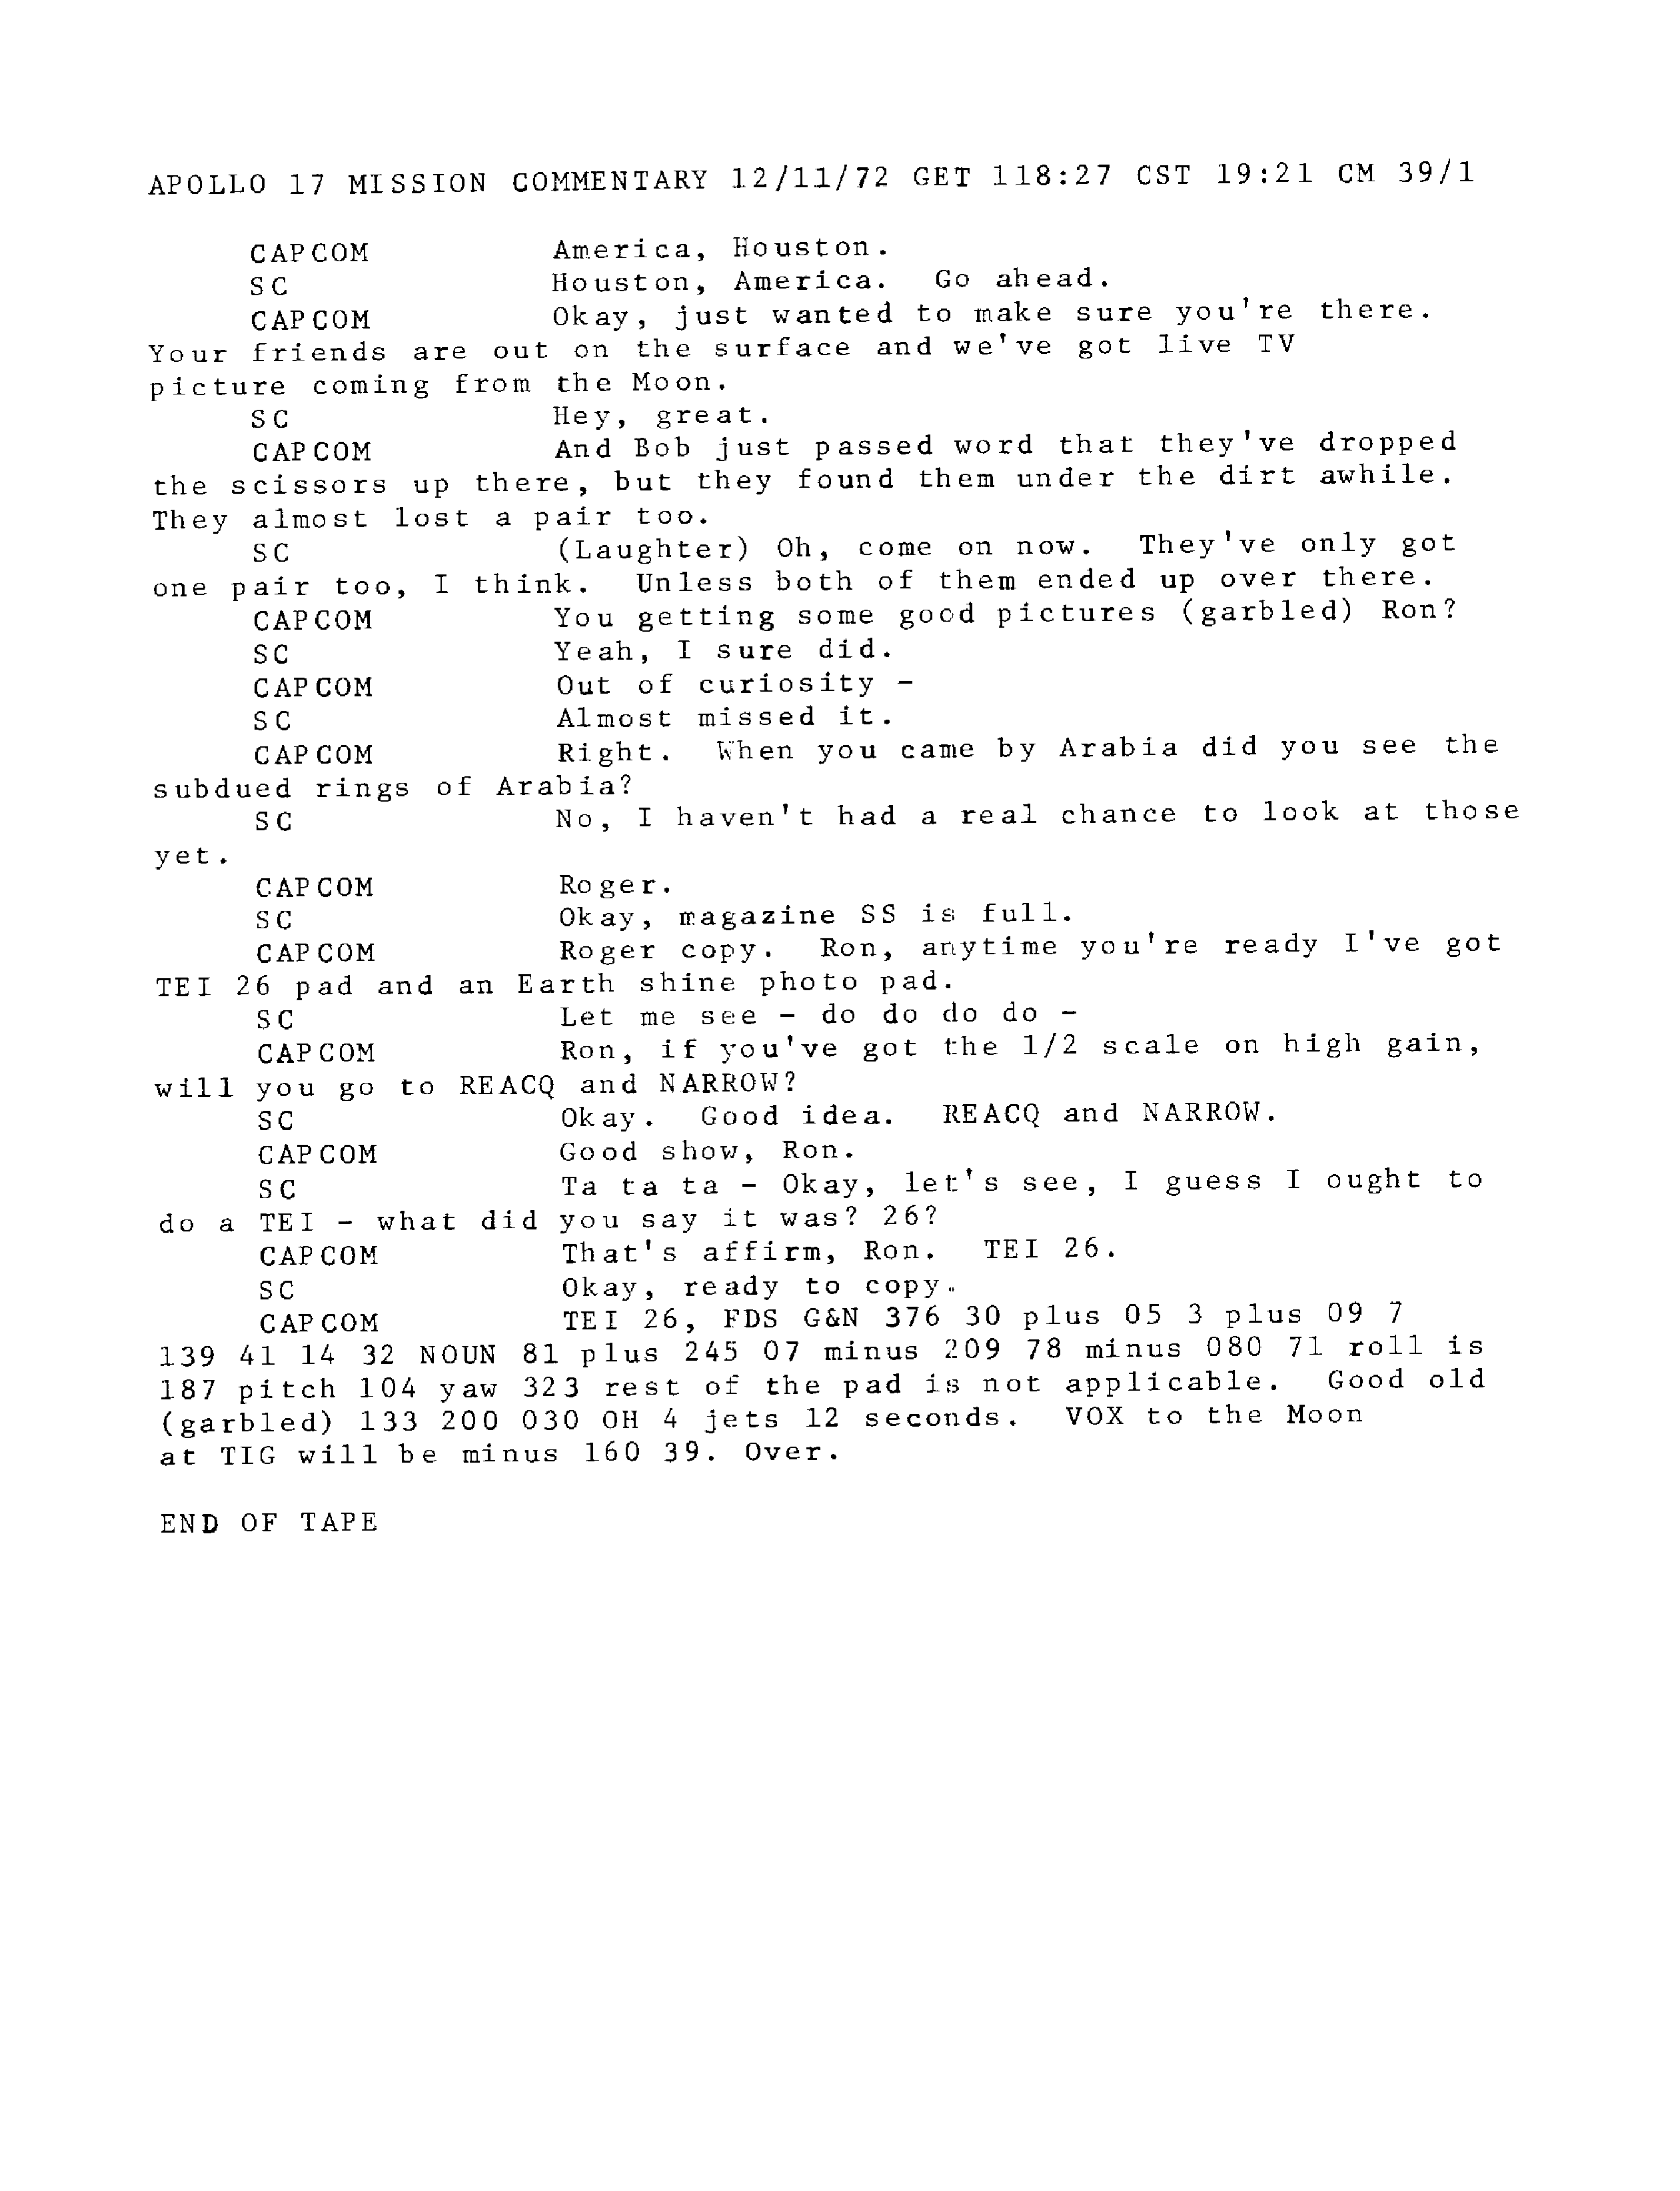 APOLLO 17 MISSION COMMENTARY 12/11/72 GET 118:27 CST 19:21 CM 39/1
CAPCOM America, Houston.
SC Houston, America. Go ahead.
CAPCOM Okay, just wanted to make sure you're there.
Your friends are out on the surface and we've got live TV
picture coming from the Moon.
SC Hey, great.
CAPCOM And Bob just passed word that they've dropped
the scissors up there, but they found them under the dirt awhile.
They almost lost a pair too.
SC (Laughter) Oh, come on now. They've only got
one pair too, I think. Unless both of them ended up over there.
CAPCOM You getting some good pictures (garbled) Ron?
SC Yeah, I sure did.
CAPCOM Out of curiosity -
SC Almost missed it.
CAPCOM Right. When you came by Arabia did you see the
subdued rings of Arabia?
SC No, I haven't had a real chance to look at those
yet.
CAPCOM Roger.
SC Okay, magazine SS is full.
CAPCOM Roger copy. Ron, anytime you're ready I've got
TEI 26 pad and an Earth shine photo pad.
SC Let me see - do do do do -
CAPCOM Ron, if you've got the 1/2 scale on high gain,
will you go to REACQ and NARROW?
SC Okay. Good idea. REACQ and NARROW.
CAPCOM Good show, Ron.
SC Ta ta ta - Okay, let's see, I guess I ought to
do a TEI - what did you say it was? 26?
CAPCOM That's affirm, Ron. TEI 26.
SC Okay, ready to copy.
CAPCOM TEI 26, FDS G&N 376 30 plus 05 3 plus 09 7
139 41 14 32 NOUN 81 plus 245 07 minus 209 78 minus 080 71 roll is
187 pitch 104 yaw 323 rest of the pad is not applicable. Good old
(garbled) 133 200 030 OH 4 jets 12 seconds. VOX to the Moon
at TIG will be minus 160 39. Over.
END OF TAPE